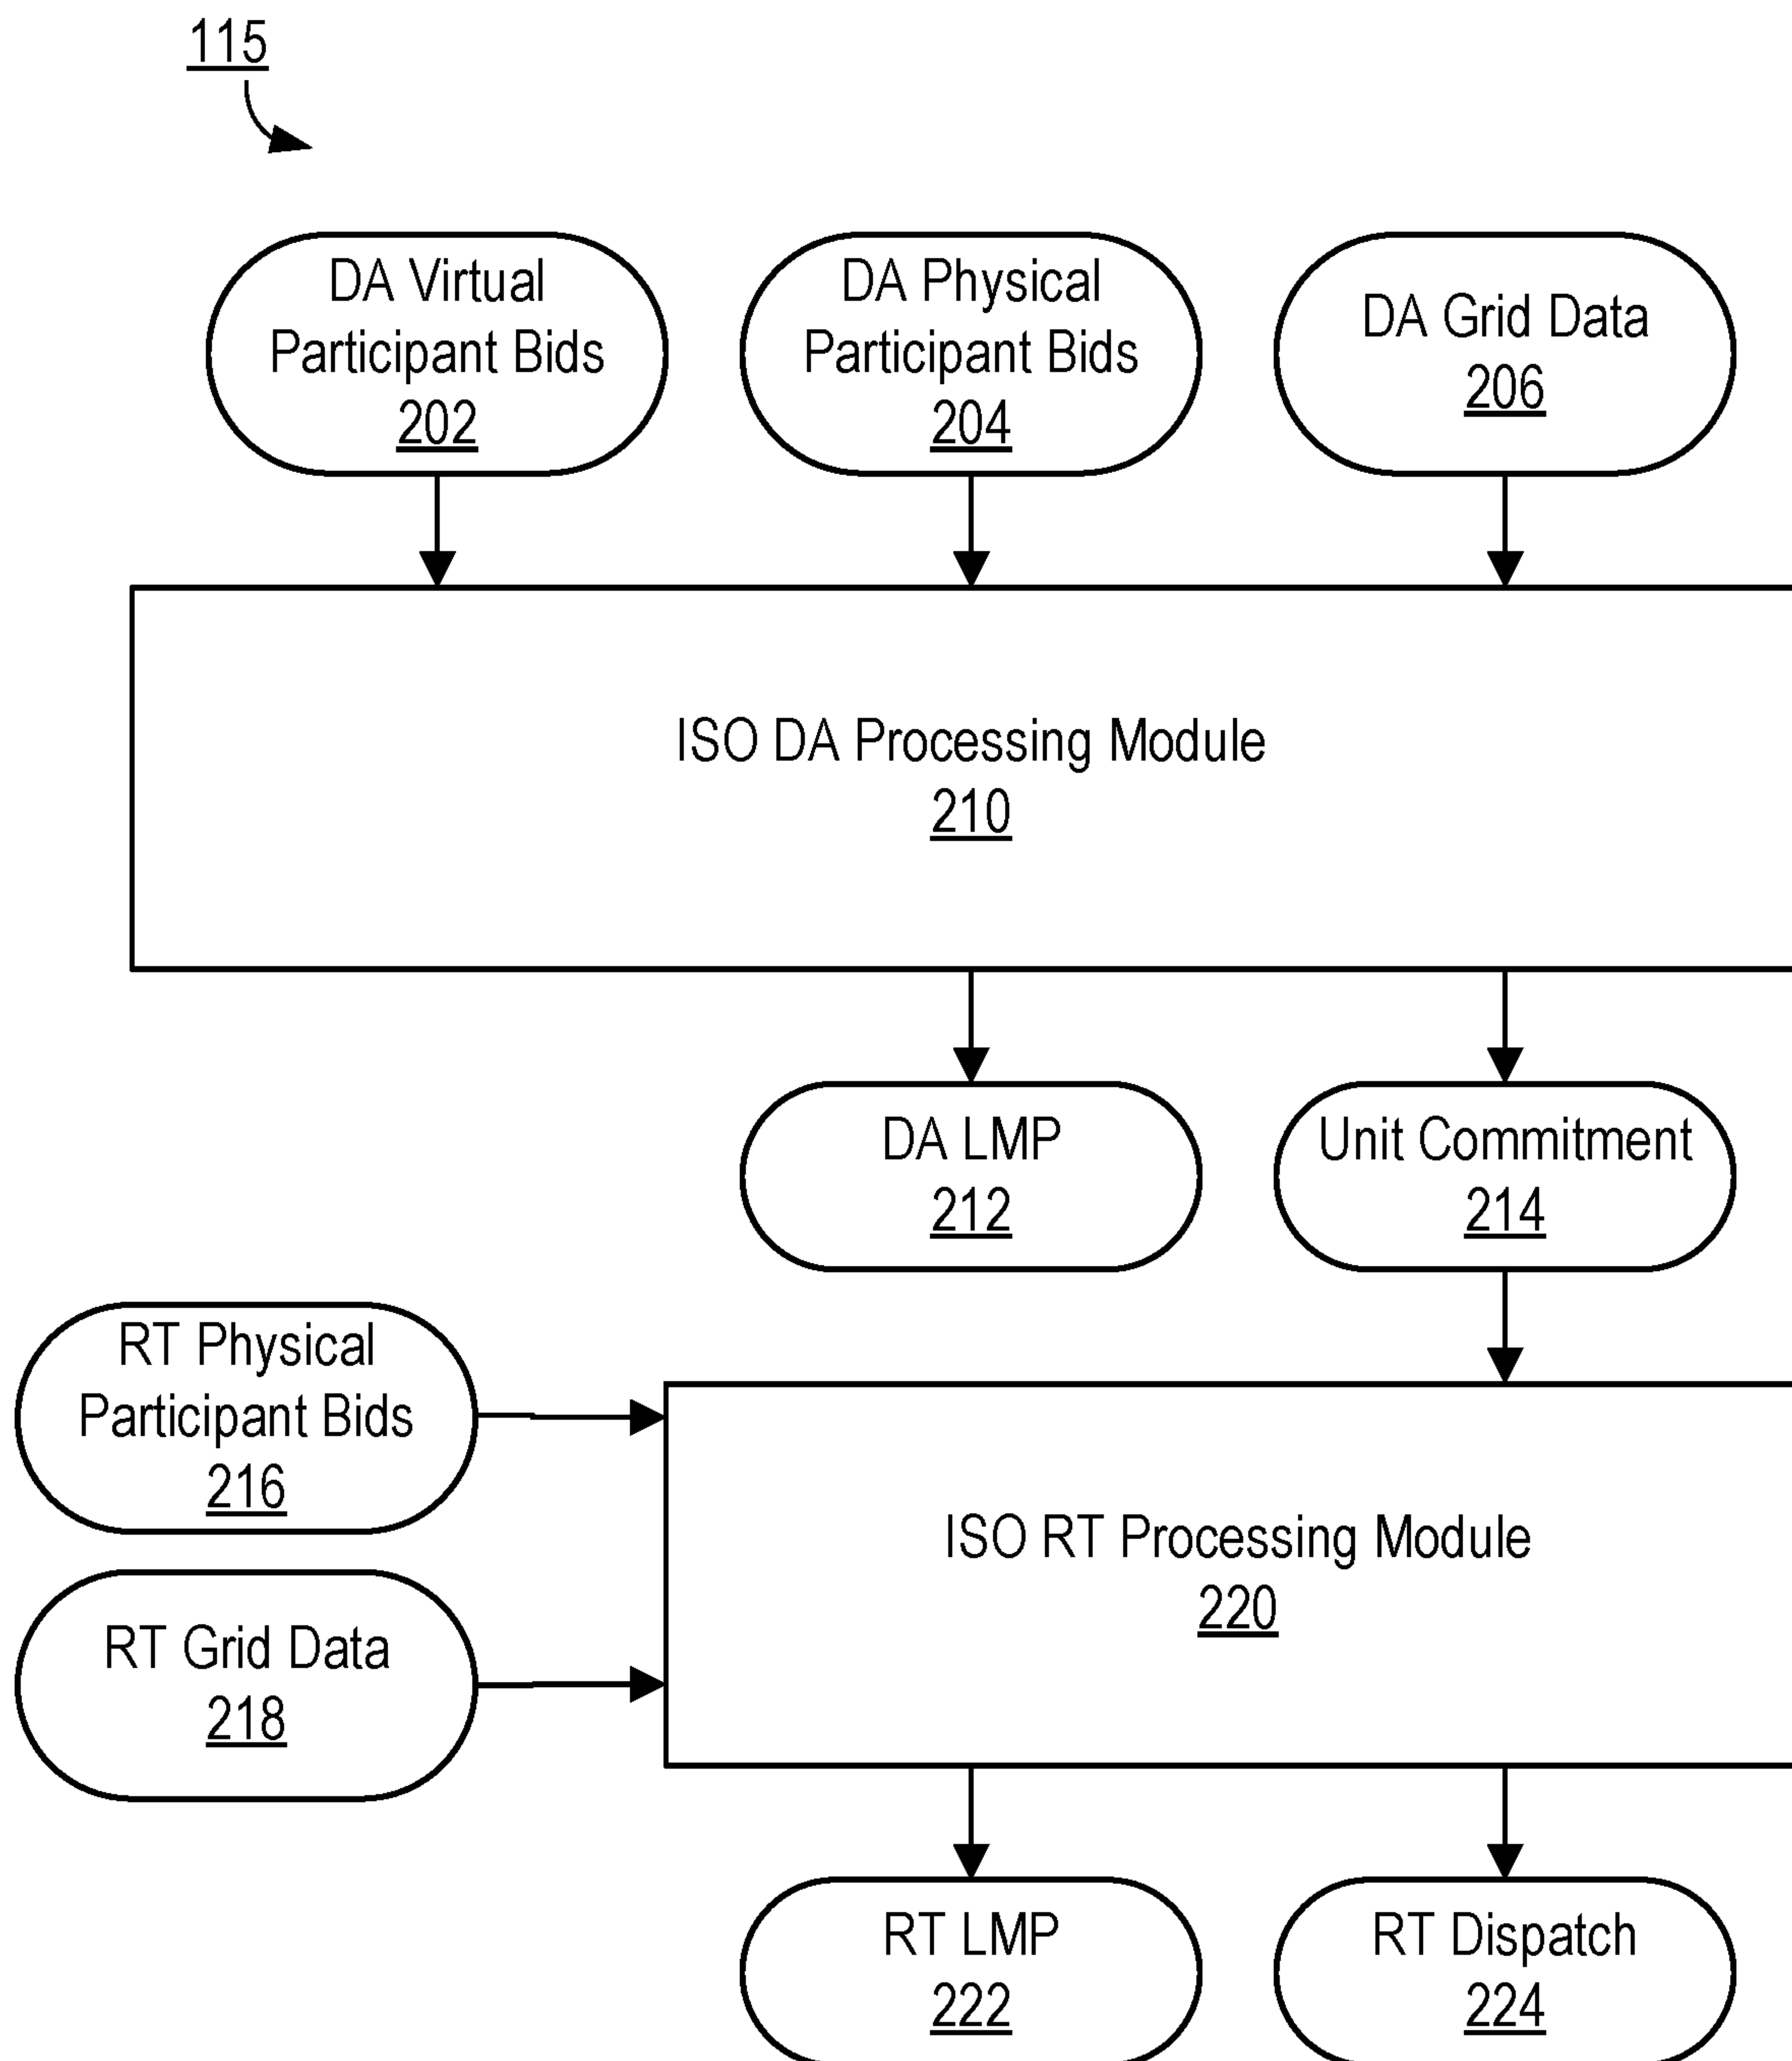 115
DA Virtual
Participant Bids
202
DA Physical
Participant Bids
204
DA Grid Data
206
ISO DA Processing Module
210
DA LMP
212
Unit Commitment
214
RT Physical
Participant Bids
216
RT Grid Data
218
ISO RT Processing Module
220
RT LMP
222
RT Dispatch
224